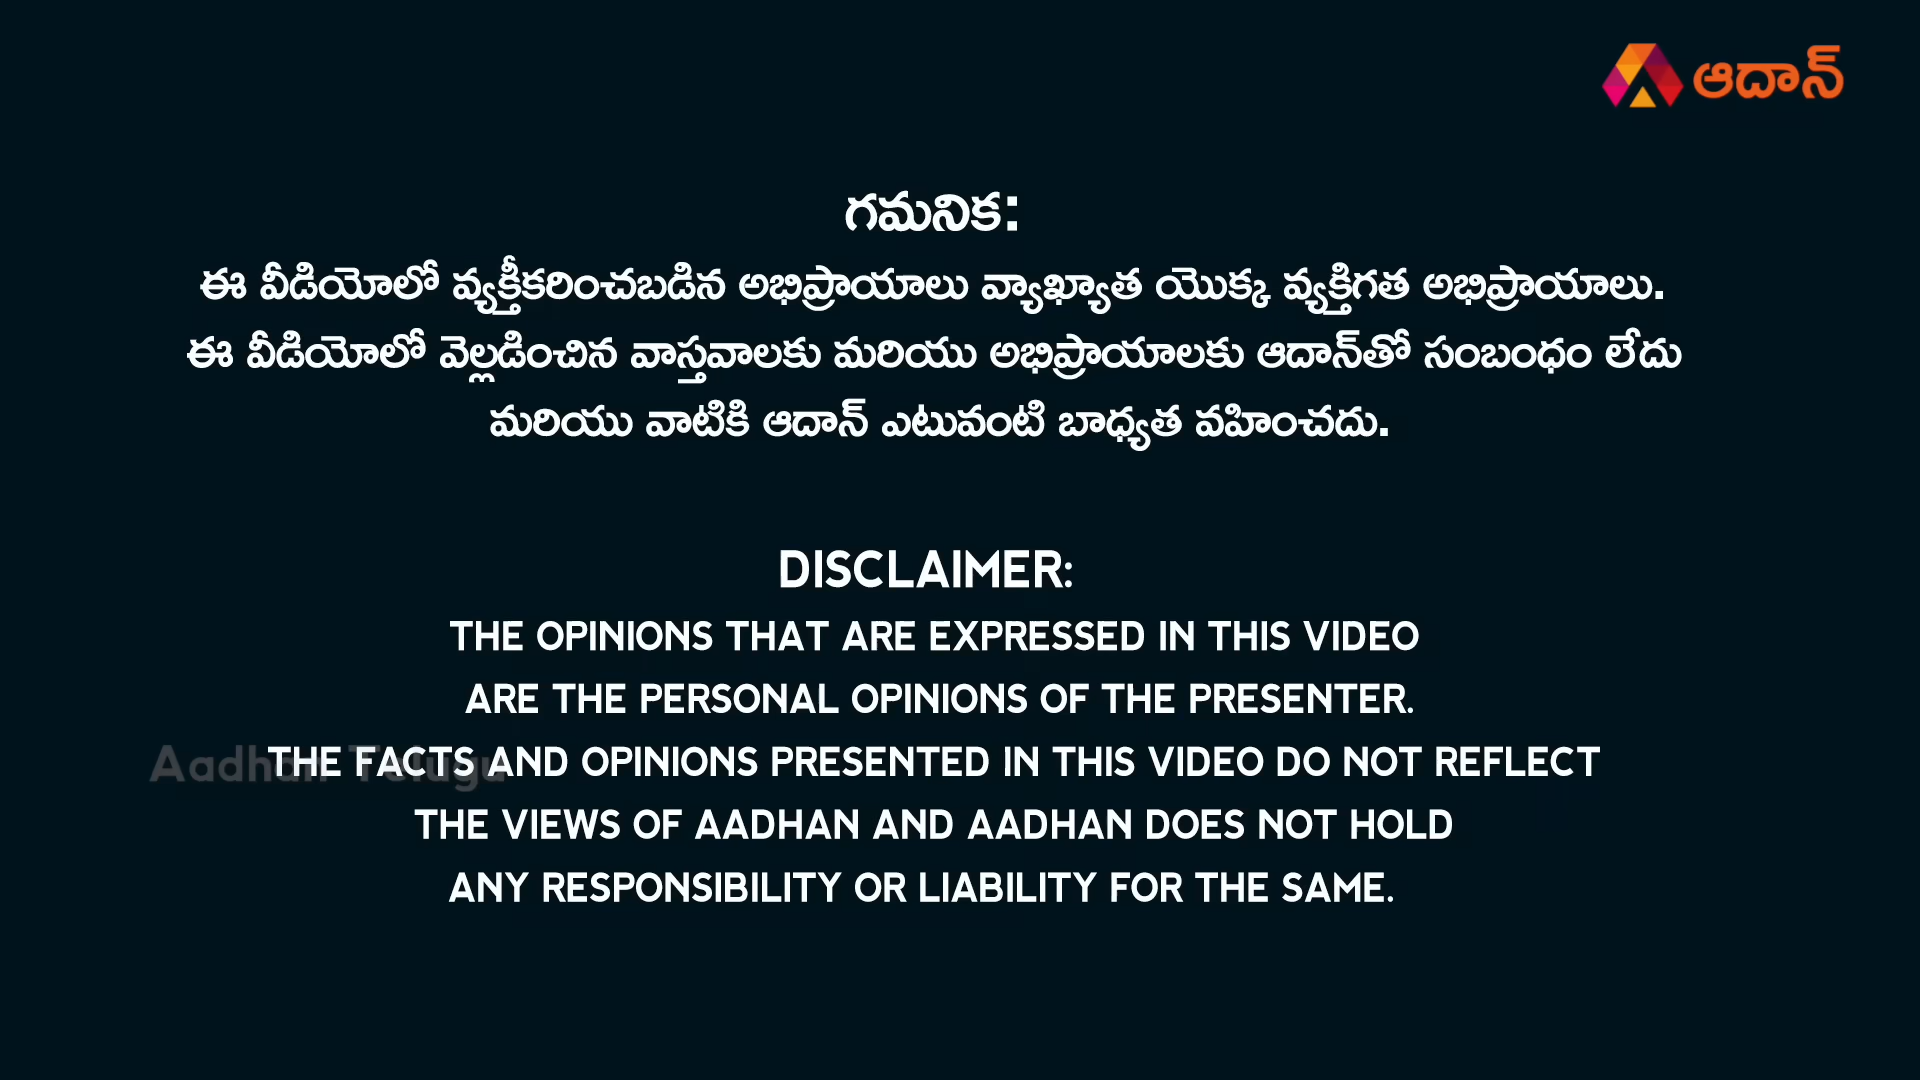 ఆదాన్
గమనిక:
ఈ వీడియోలో వ్యక్తీకరించబడిన అభిప్రాయాలు వ్యాఖ్యాత యొక్క వ్యక్తిగత అభిప్రాయాలు.
ఈ వీడియోలో వెల్లడించిన వాస్తవాలకు మరియు అభిప్రాయాలకు ఆదాన్‌తో సంబంధం లేదు
మరియు వాటికి ఆదాన్ ఎటువంటి బాధ్యత వహించదు.
DISCLAIMER:
THE OPINIONS THAT ARE EXPRESSED IN THIS VIDEO
ARE THE PERSONAL OPINIONS OF THE PRESENTER.
THE FACTS AND OPINIONS PRESENTED IN THIS VIDEO DO NOT REFLECT
Aadhan Telugu
THE VIEWS OF AADHAN AND AADHAN DOES NOT HOLD
ANY RESPONSIBILITY OR LIABILITY FOR THE SAME.